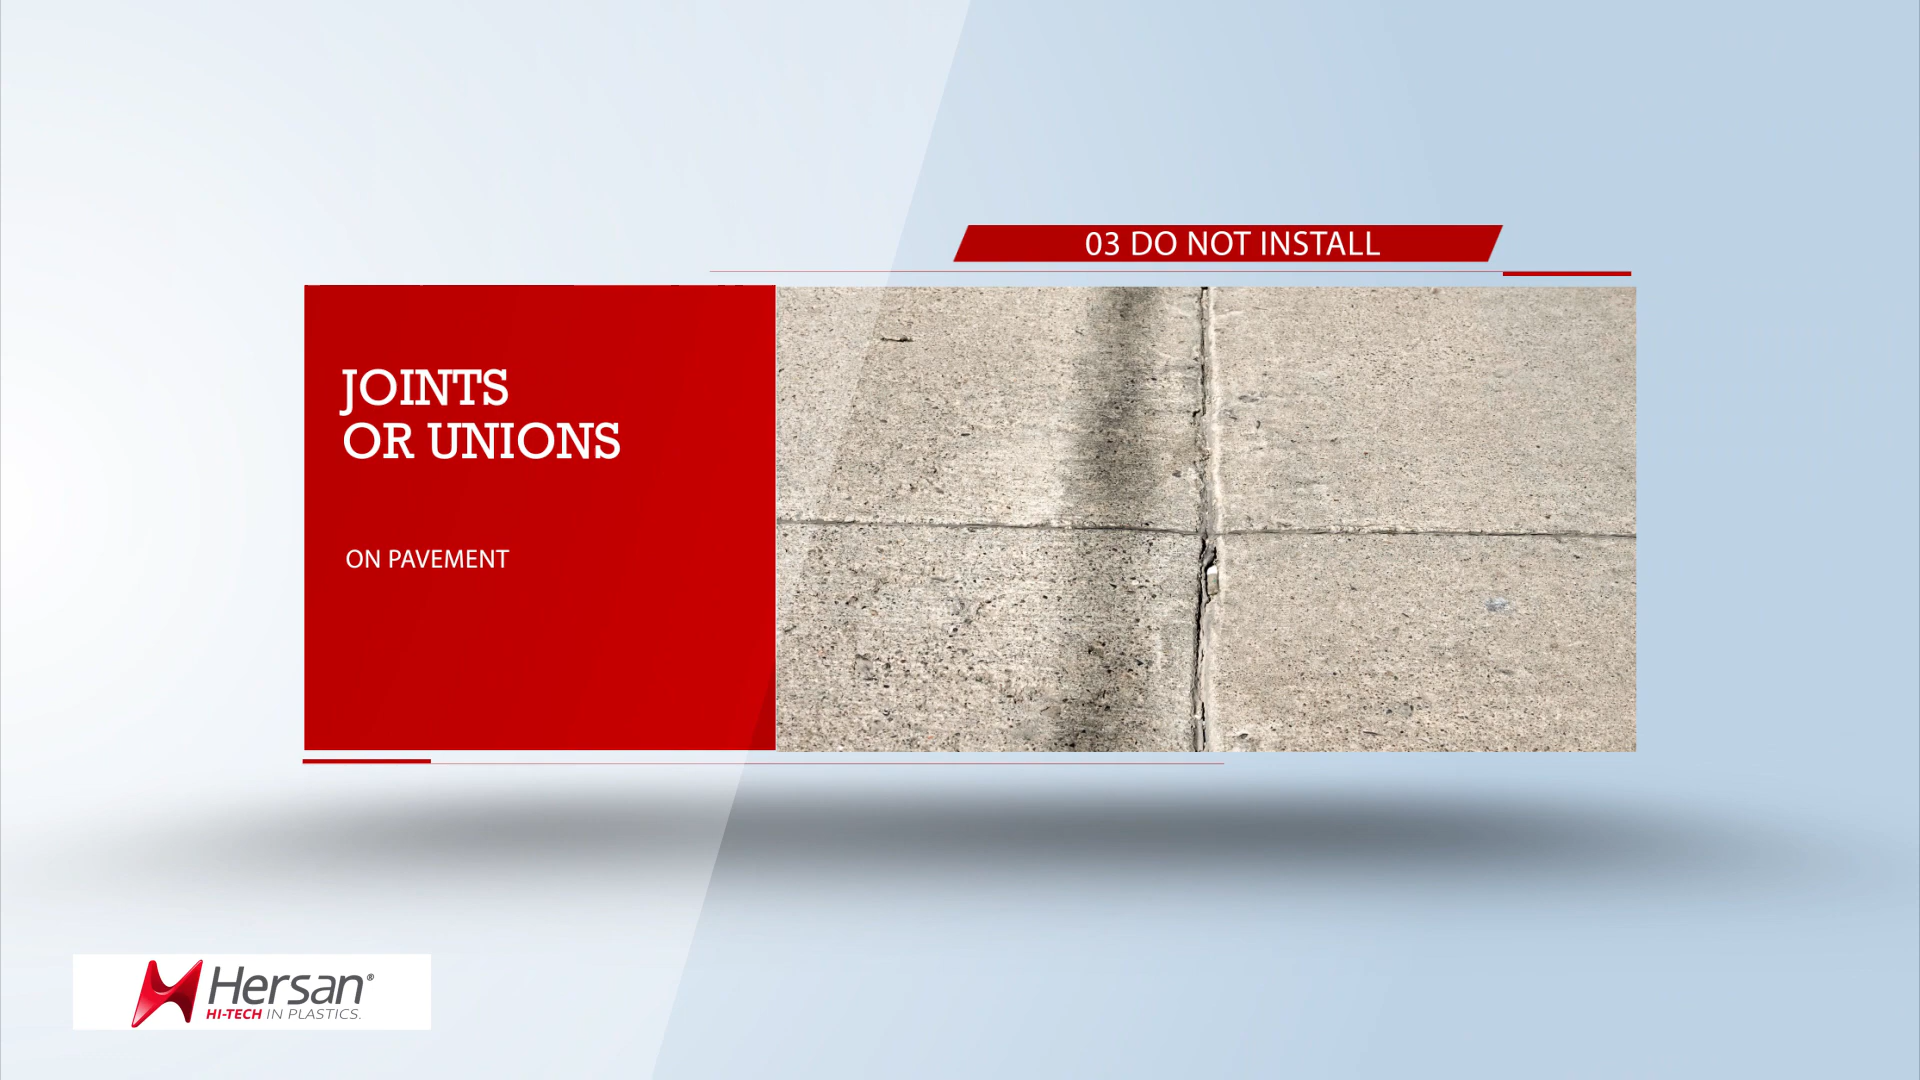 03 DO NOT INSTALL
JOINTS
OR UNIONS
ON PAVEMENT
Hersan®
HI-TECH IN PLASTICS.